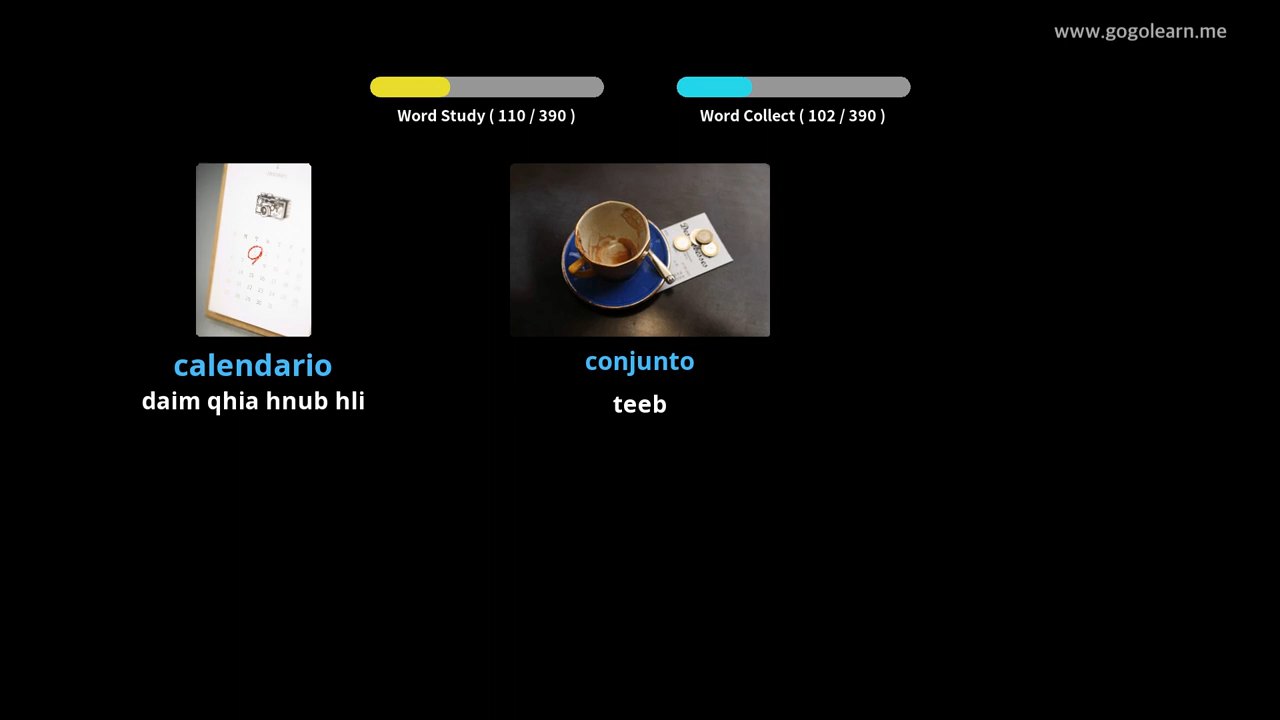 www.gogolearn.me
Word Study ( 110 / 390 )
Word Collect ( 102 / 390 )
calendario
daim qhia hnub hli
conjunto
teeb